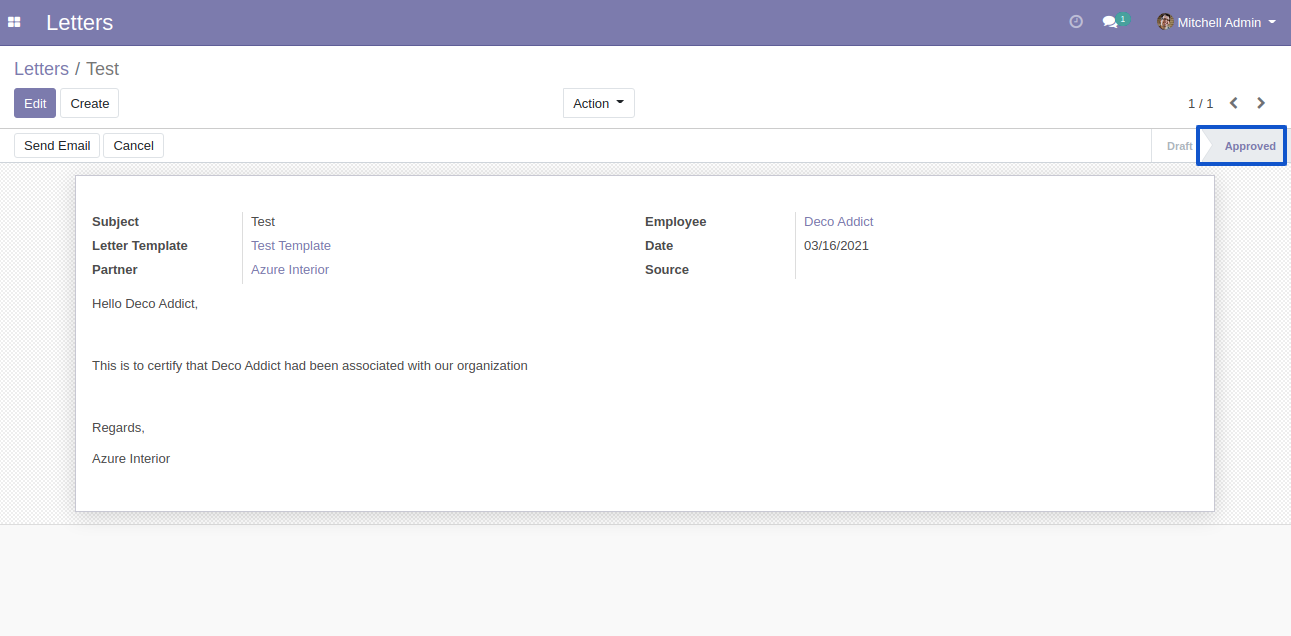 Letters
1
Mitchell Admin
Letters / Test
Edit
Create
Action
1 / 1
Send Email
Cancel
Draft
Approved
Subject
Test
Employee
Deco Addict
Letter Template
Test Template
Date
03/16/2021
Partner
Azure Interior
Source
Hello Deco Addict,
This is to certify that Deco Addict had been associated with our organization
Regards,
Azure Interior